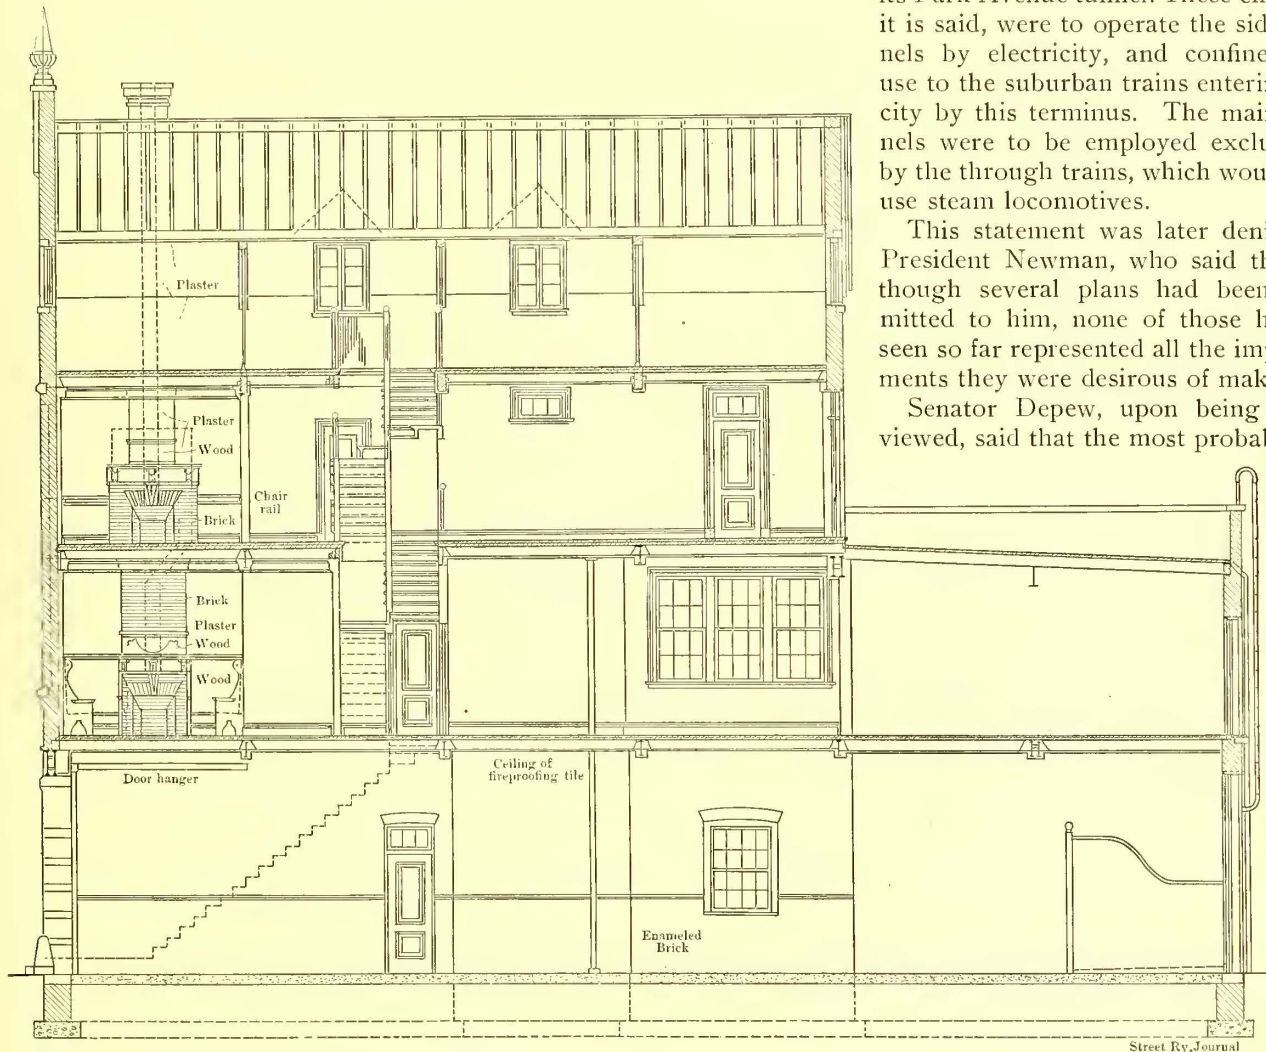 it is said, were to operate the sid
nels by electricity, and confine
use to the suburban trains enteri
city by this terminus. The mai
nels were to be employed exclu
by the through trains, which wou
use steam locomotives.
This statement was later deni
President Newman, who said th
though several plans had been
mitted to him, none of those h
seen so far represented all the im
ments they were desirous of mak
Senator Depew, upon being
viewed, said that the most probal
Plaster
Plaster
Wood
Chair
rail
Brick
Brick
Plaster
Wood
Wood
Door hanger
Ceiling of
fireproofing tile
Enameled
Brick
Street Ry. Journal